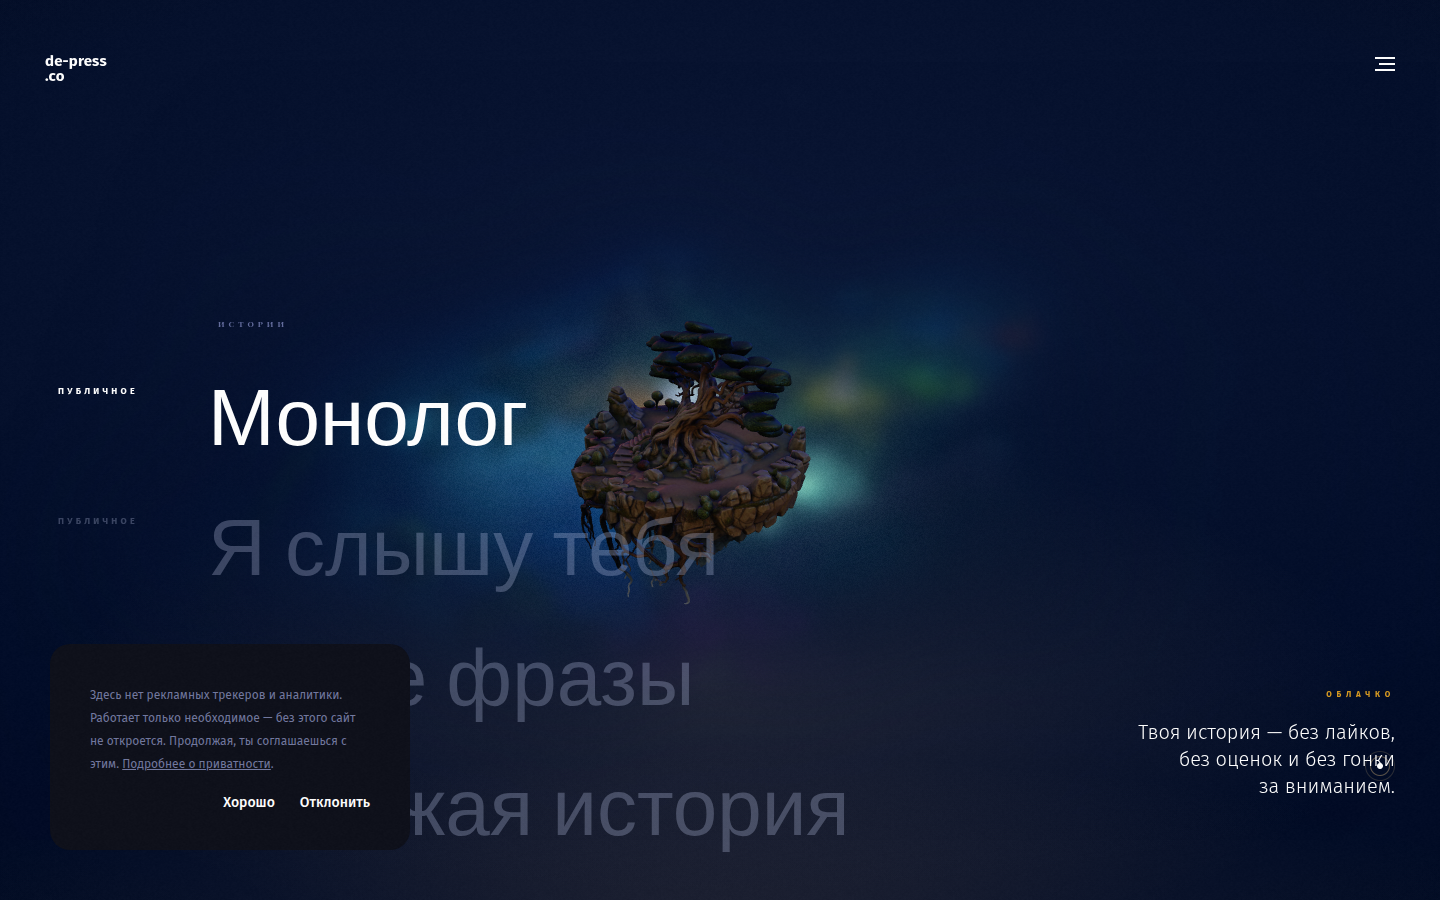 de-press
.co
ИСТОРИИ
ПУБЛИЧНОЕ
Монолог
ПУБЛИЧНОЕ
Я слышу тебя
фразы
история
Здесь нет рекламных трекеров и аналитики.
Работает только необходимое — без этого сайт
не откроется. Продолжая, ты соглашаешься с
этим. Подробнее о приватности.
Хорошо Отклонить
ОБЛАЧКО
Твоя история — без лайков,
без оценок и без гонки
за вниманием.